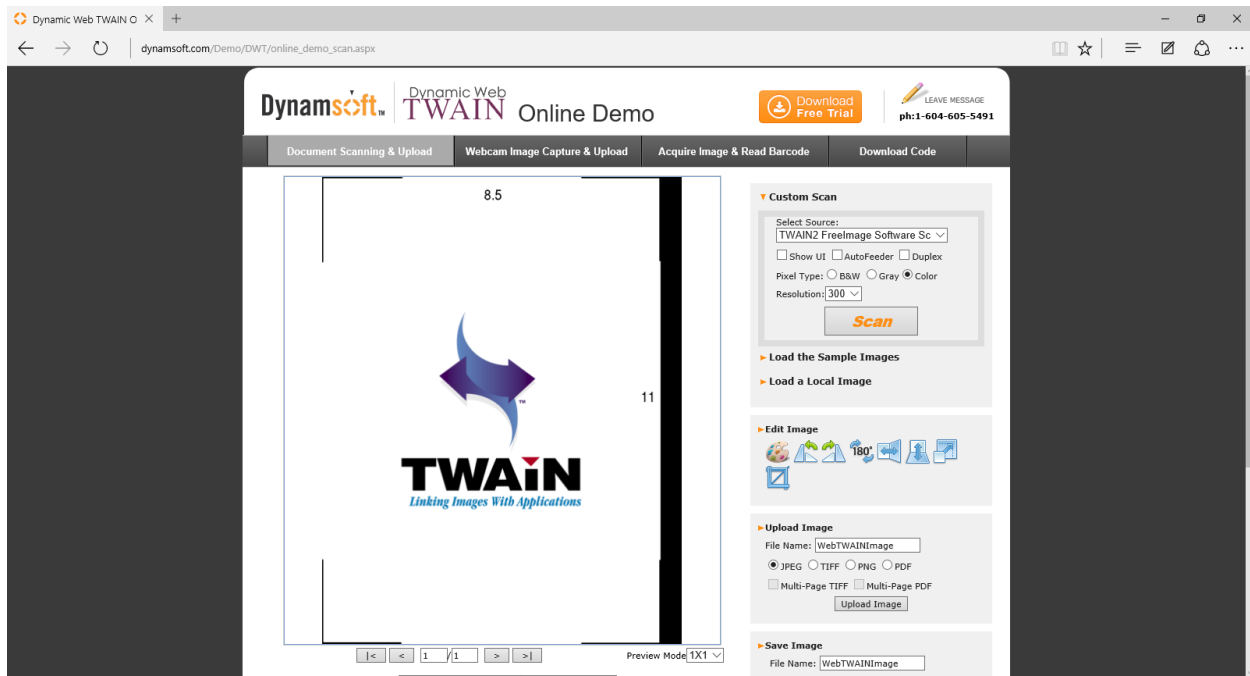 Dynamic Web TWAIN O
dynamsoft.com/Demo/DWT/online_demo_scan.aspx
Dynamsoft™ Dynamic Web TWAIN Online Demo
Download Free Trial
LEAVE MESSAGE
ph:1-604-605-5491
Document Scanning & Upload Webcam Image Capture & Upload Acquire Image & Read Barcode Download Code
8.5
11
TWAIN
™
Linking Images With Applications
|< < 1 /1 > >| Preview Mode 1X1
Custom Scan
Select Source:
TWAIN2 FreeImage Software Sc
Show UI AutoFeeder Duplex
Pixel Type: B&W Gray Color
Resolution: 300
Scan
Load the Sample Images
Load a Local Image
Edit Image
180°
Upload Image
File Name: WebTWAINImage
JPEG TIFF PNG PDF
Multi-Page TIFF Multi-Page PDF
Upload Image
Save Image
File Name: WebTWAINImage